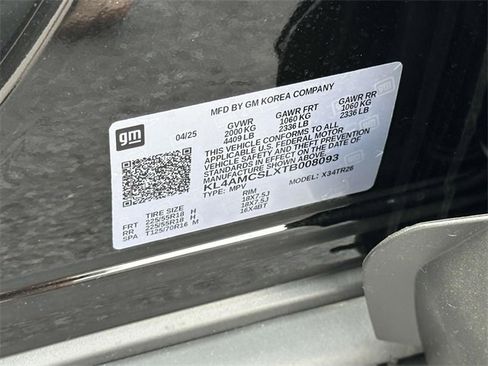 MFD BY GM KOREA COMPANY
gm
04/25
GVWR GAWR FRT GAWR RR
2000 KG 1060 KG 1060 KG
4409 LB 2336 LB 2336 LB
THIS VEHICLE CONFORMS TO ALL
APPLICABLE U.S. FEDERAL MOTOR
VEHICLE SAFETY AND THEFT PREVENTION
STANDARDS IN EFFECT ON THE DATE OF
MANUFACTURE SHOWN ABOVE.
KL4AMCSLXTB008093
TYPE: MPV MODEL: X34TR26
TIRE SIZE RIM
FRT 225/55R18 H 18X7.5J
RR 225/55R18 H 18X7.5J
SPA T125/70R16 M 16X4BT